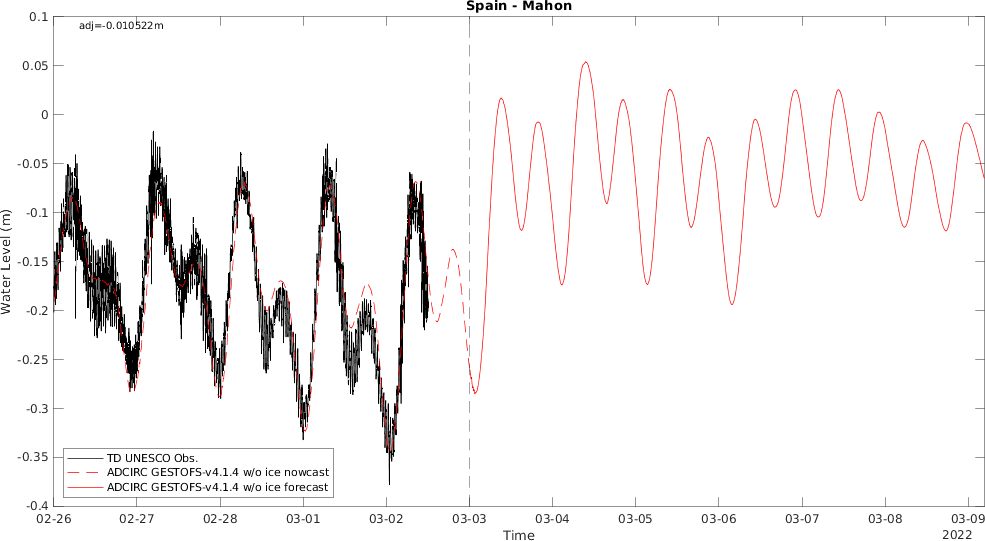 Spain - Mahon
adj=-0.010522m
0.1
0.05
0
-0.05
-0.1
-0.15
-0.2
-0.25
-0.3
-0.35
-0.4
Water Level (m)
TD UNESCO Obs.
ADCIRC GESTOFS-v4.1.4 w/o ice nowcast
ADCIRC GESTOFS-v4.1.4 w/o ice forecast
02-26 02-27 02-28 03-01 03-02 03-03 03-04 03-05 03-06 03-07 03-08 03-09
Time
2022